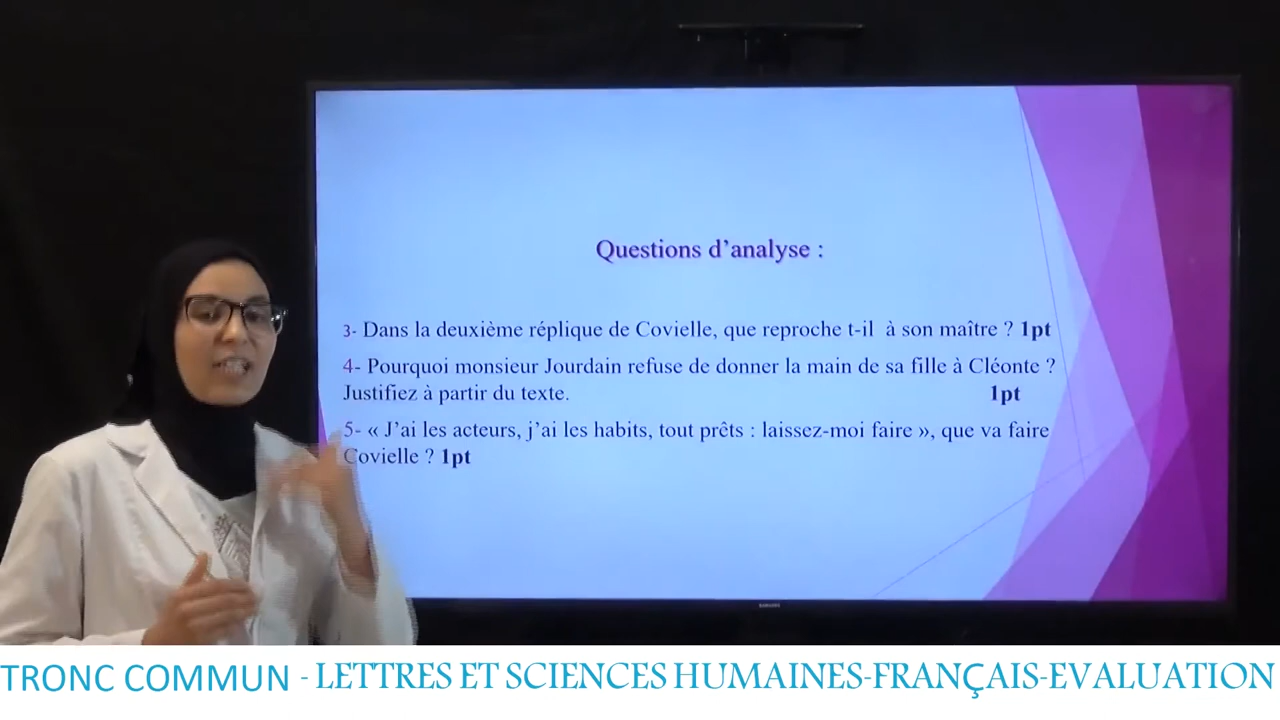 Questions d’analyse :
3- Dans la deuxième réplique de Covielle, que reproche t-il à son maître ? 1pt
4- Pourquoi monsieur Jourdain refuse de donner la main de sa fille à Cléonte ?
Justifiez à partir du texte. 1pt
5- « J’ai les acteurs, j’ai les habits, tout prêts : laissez-moi faire », que va faire
Covielle ? 1pt
SAMSUNG
TRONC COMMUN - LETTRES ET SCIENCES HUMAINES-FRANÇAIS-EVALUATION